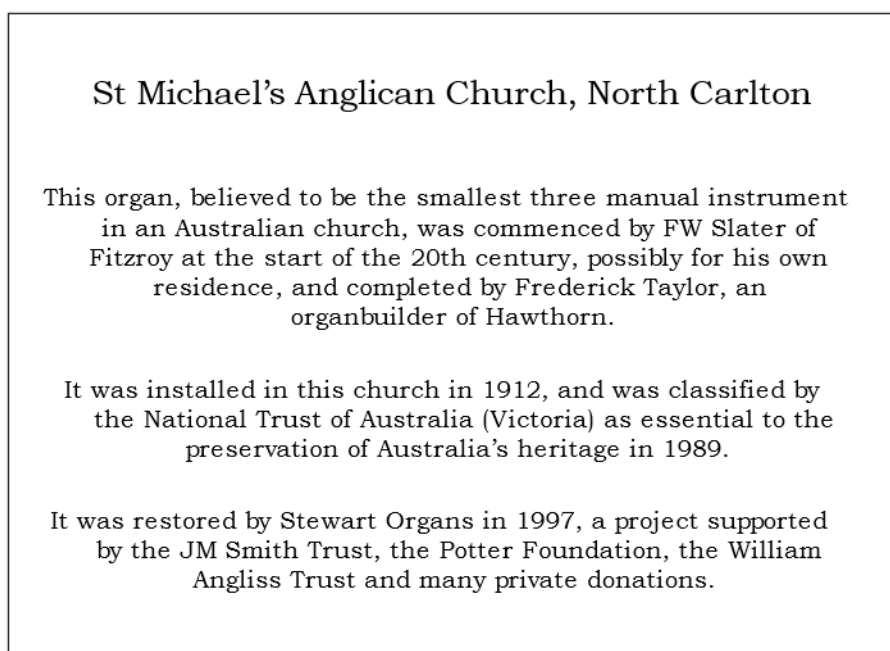 St Michael's Anglican Church, North Carlton
This organ, believed to be the smallest three manual instrument
in an Australian church, was commenced by FW Slater of
Fitzroy at the start of the 20th century, possibly for his own
residence, and completed by Frederick Taylor, an
organbuilder of Hawthorn.
It was installed in this church in 1912, and was classified by
the National Trust of Australia (Victoria) as essential to the
preservation of Australia's heritage in 1989.
It was restored by Stewart Organs in 1997, a project supported
by the JM Smith Trust, the Potter Foundation, the William
Angliss Trust and many private donations.